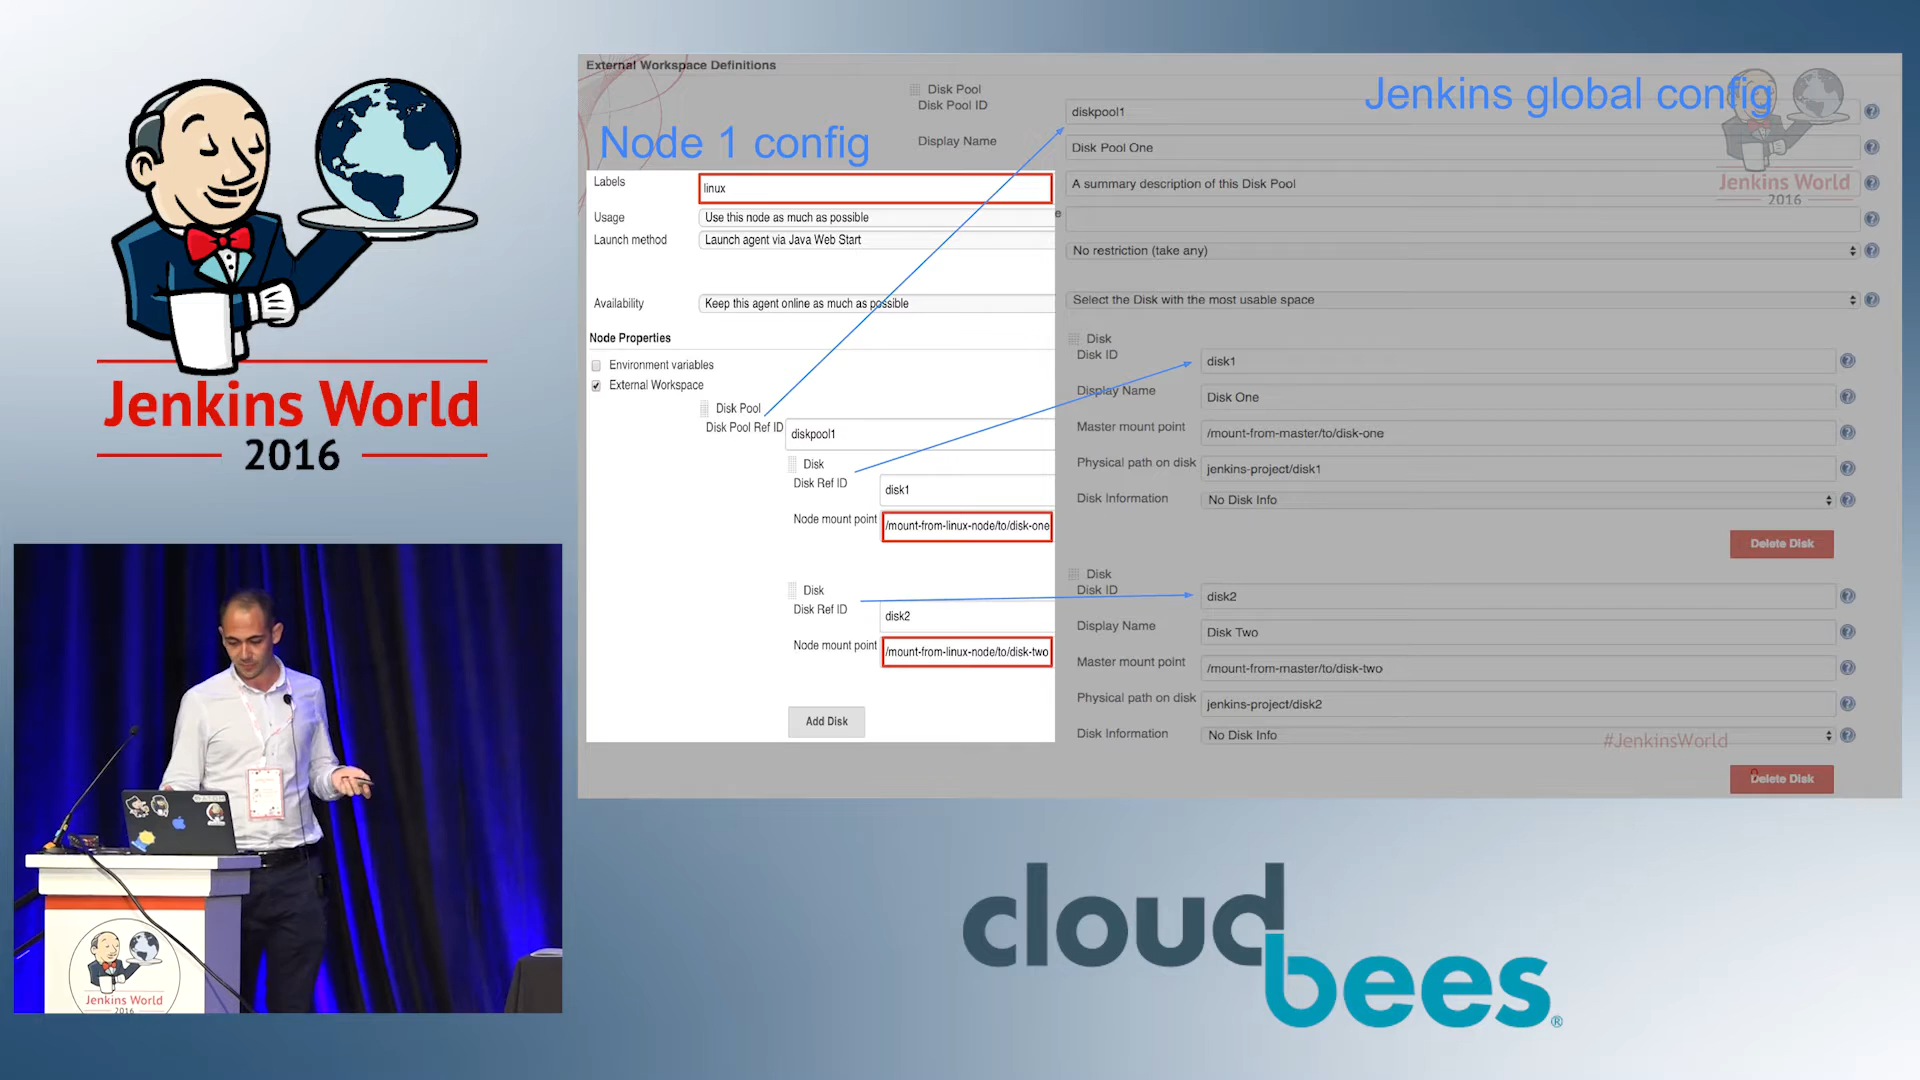 Jenkins World
2016
External Workspace Definitions
Jenkins global config
Disk Pool
Disk Pool ID
diskpool1
Display Name
Disk Pool One
A summary description of this Disk Pool
e
No restriction (take any)
Select the Disk with the most usable space
Jenkins World
2016
Disk
Disk ID
disk1
Display Name
Disk One
Master mount point
/mount-from-master/to/disk-one
Physical path on disk
jenkins-project/disk1
Disk Information
No Disk Info
Delete Disk
Disk
Disk ID
disk2
Display Name
Disk Two
Master mount point
/mount-from-master/to/disk-two
Physical path on disk
jenkins-project/disk2
Disk Information
No Disk Info
#JenkinsWorld
Delete Disk
Node 1 config
Labels
linux
Usage
Use this node as much as possible
Launch method
Launch agent via Java Web Start
Availability
Keep this agent online as much as possible
Node Properties
Environment variables
External Workspace
Disk Pool
Disk Pool Ref ID
diskpool1
Disk
Disk Ref ID
disk1
Node mount point
/mount-from-linux-node/to/disk-one
Disk
Disk Ref ID
disk2
Node mount point
/mount-from-linux-node/to/disk-two
Add Disk
Jenkins World
2016
cloud
bees®